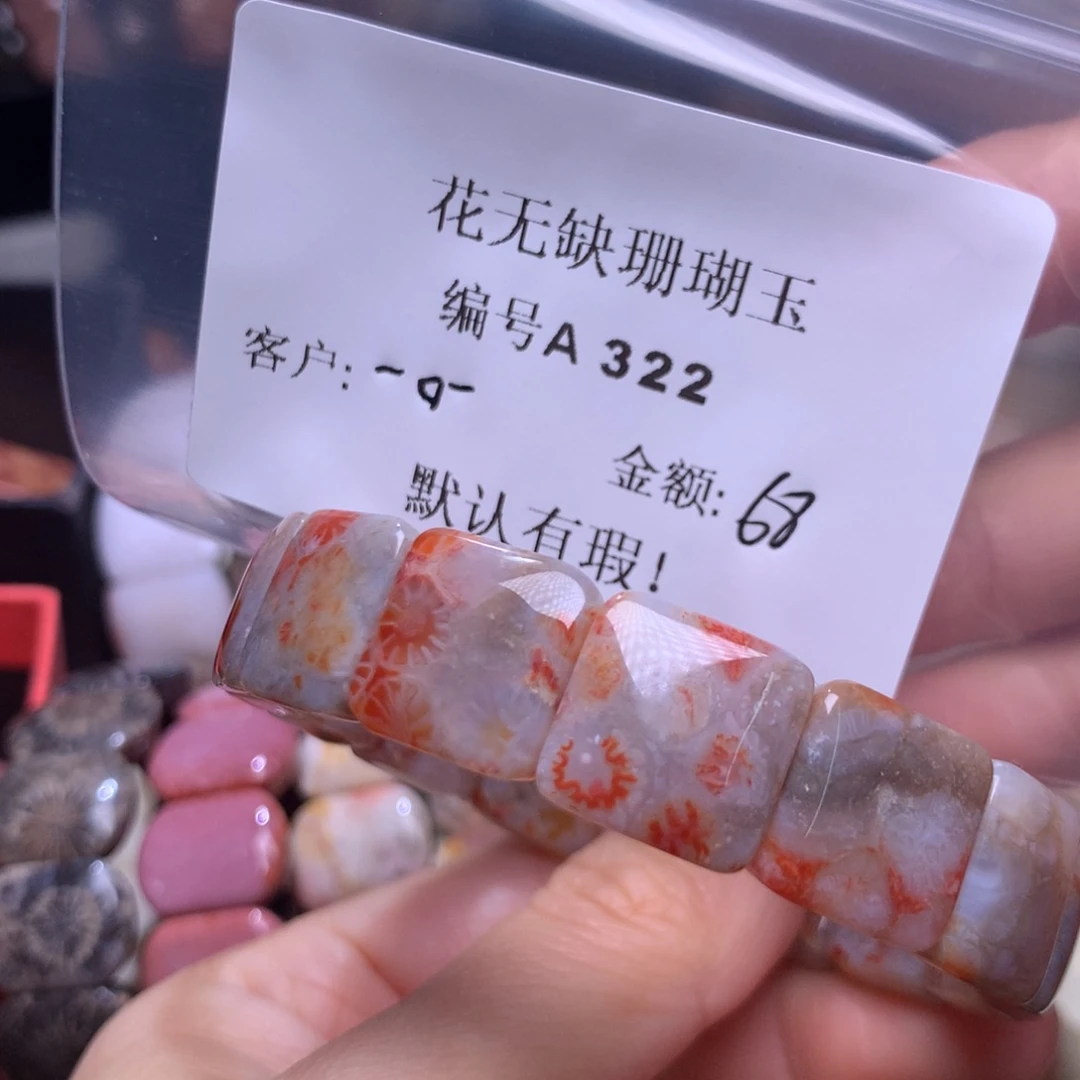 花无缺珊瑚玉
编号A 322
客户: -o-
金额: 68
默认有瑕!